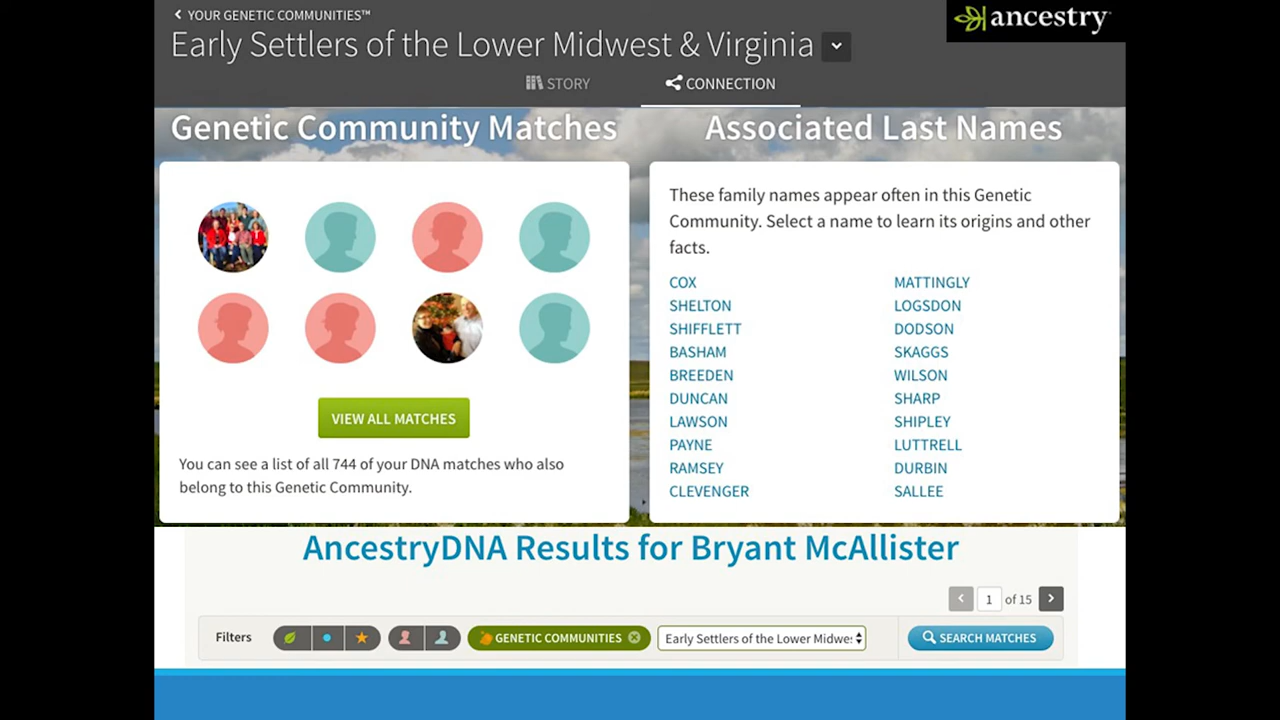 YOUR GENETIC COMMUNITIES™
Early Settlers of the Lower Midwest & Virginia
ancestry
STORY
CONNECTION
Genetic Community Matches
Associated Last Names
VIEW ALL MATCHES
You can see a list of all 744 of your DNA matches who also
belong to this Genetic Community.
These family names appear often in this Genetic
Community. Select a name to learn its origins and other
facts.
COX
SHELTON
SHIFFLETT
BASHAM
BREEDEN
DUNCAN
LAWSON
PAYNE
RAMSEY
CLEVENGER
MATTINGLY
LOGSDON
DODSON
SKAGGS
WILSON
SHARP
SHIPLEY
LUTTRELL
DURBIN
SALLEE
AncestryDNA Results for Bryant McAllister
1 of 15
Filters
GENETIC COMMUNITIES
Early Settlers of the Lower Midwe
SEARCH MATCHES